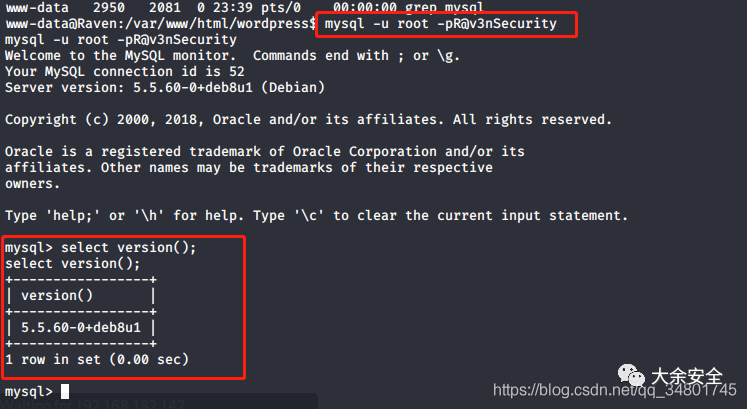 www-data   2950   2081  0 23:39 pts/0    00:00:00 grep mysql
www-data@Raven:/var/www/html/wordpress$ mysql -u root -pR@v3nSecurity
mysql -u root -pR@v3nSecurity
Welcome to the MySQL monitor.  Commands end with ; or \g.
Your MySQL connection id is 52
Server version: 5.5.60-0+deb8u1 (Debian)
Copyright (c) 2000, 2018, Oracle and/or its affiliates. All rights reserved.
Oracle is a registered trademark of Oracle Corporation and/or its
affiliates. Other names may be trademarks of their respective
owners.
Type 'help;' or '\h' for help. Type '\c' to clear the current input statement.
mysql> select version();
select version();
+-----------------+
| version()       |
+-----------------+
| 5.5.60-0+deb8u1 |
+-----------------+
1 row in set (0.00 sec)
mysql>
大余安全
https://blog.csdn.net/qq_34801745